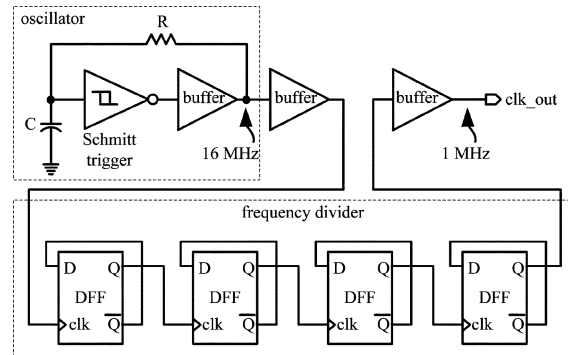 oscillator
R
C
Schmitt
trigger
buffer
16 MHz
buffer
buffer
clk_out
1 MHz
frequency divider
D Q
DFF
clk Q
D Q
DFF
clk Q
D Q
DFF
clk Q
D Q
DFF
clk Q